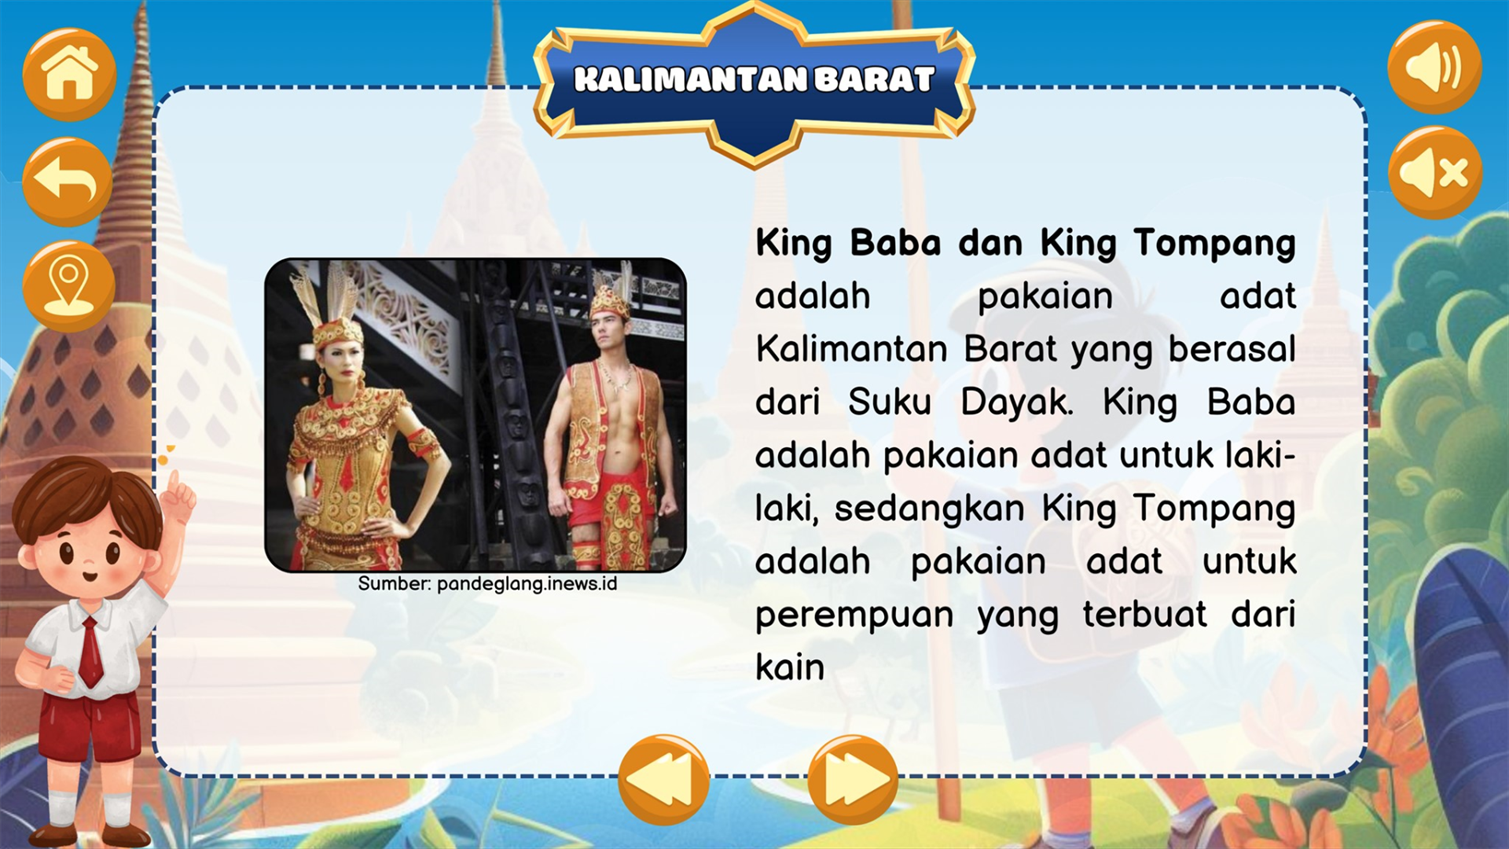 KALIMANTAN BARAT
King Baba dan King Tompang
adalah pakaian adat
Kalimantan Barat yang berasal
dari Suku Dayak. King Baba
adalah pakaian adat untuk laki-
laki, sedangkan King Tompang
adalah pakaian adat untuk
perempuan yang terbuat dari
kain
Sumber: pandeglang.inews.id